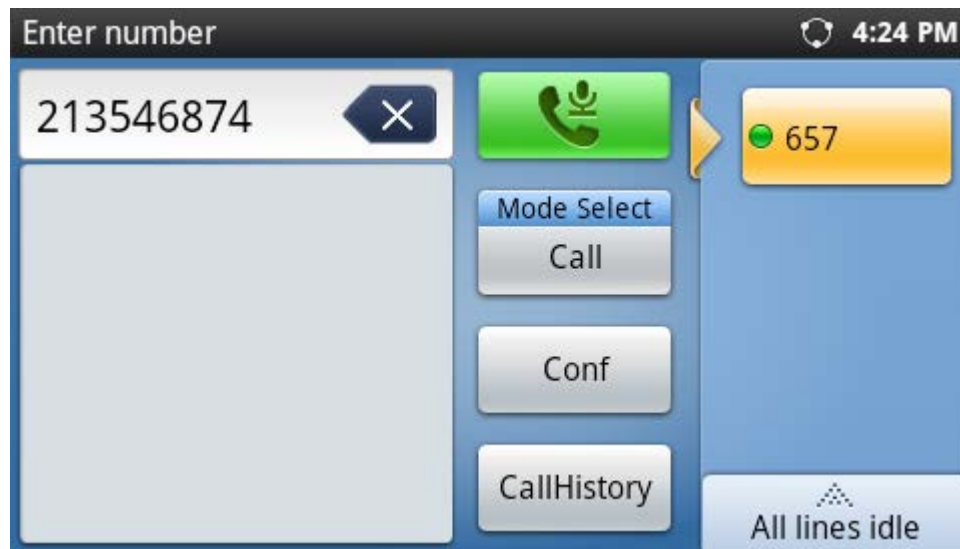 Enter number
4:24 PM
213546874
657
Mode Select
Call
Conf
CallHistory
All lines idle